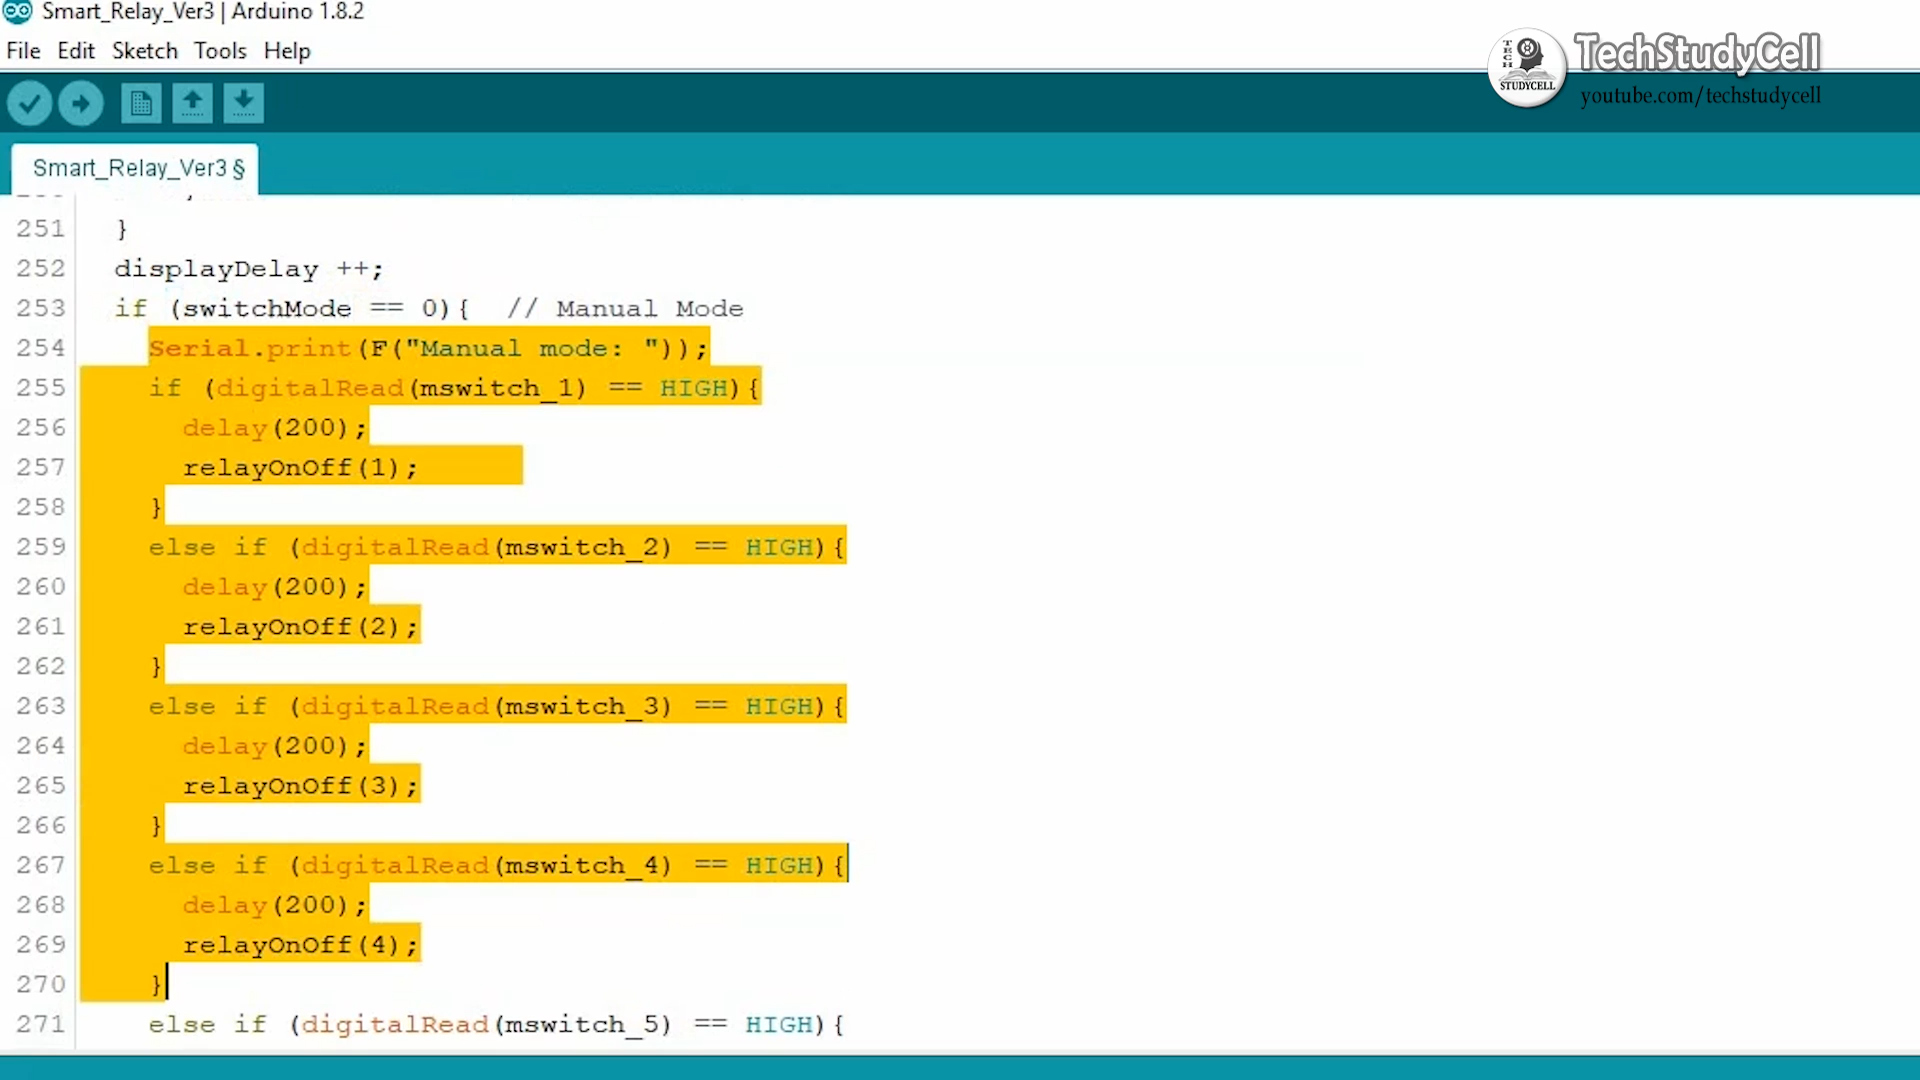 Smart_Relay_Ver3 | Arduino 1.8.2
File Edit Sketch Tools Help
TECH
STUDYCELL
TechStudyCell
youtube.com/techstudycell
Smart_Relay_Ver3 §
251 }
252 displayDelay ++;
253 if (switchMode == 0){ // Manual Mode
254 Serial.print(F("Manual mode: "));
255 if (digitalRead(mswitch_1) == HIGH){
256 delay(200);
257 relayOnOff(1);
258 }
259 else if (digitalRead(mswitch_2) == HIGH){
260 delay(200);
261 relayOnOff(2);
262 }
263 else if (digitalRead(mswitch_3) == HIGH){
264 delay(200);
265 relayOnOff(3);
266 }
267 else if (digitalRead(mswitch_4) == HIGH){
268 delay(200);
269 relayOnOff(4);
270 }
271 else if (digitalRead(mswitch_5) == HIGH){